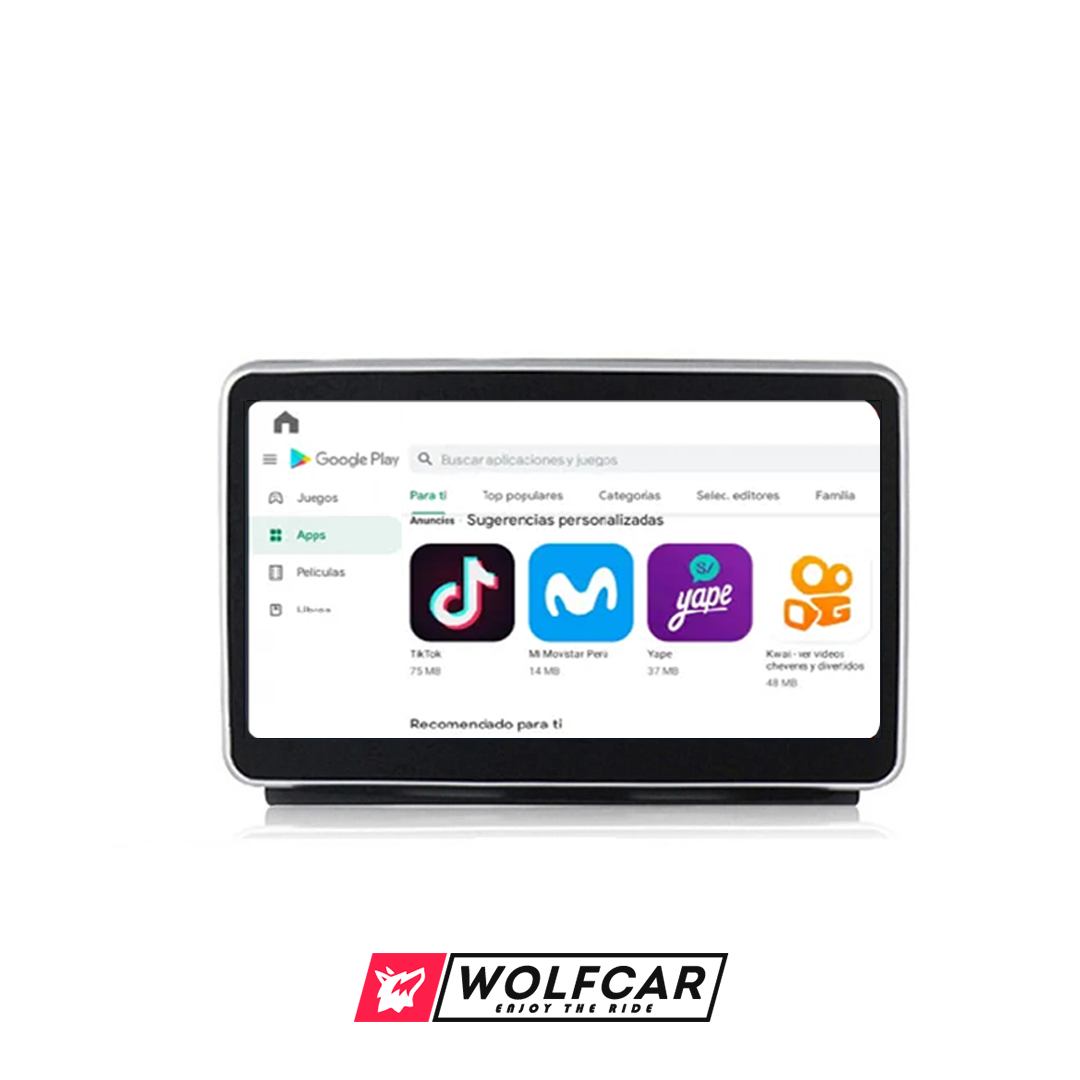 Google Play
Buscar aplicaciones y juegos
Juegos
Apps
Películas
Para ti
Top populares
Categorías
Selec. editores
Familia
Anuncios · Sugerencias personalizadas
TikTok
75 MB
Mi Movistar Perú
14 MB
S/
yape
Yape
37 MB
Kwai - ver videos
cheveres y divertidos
48 MB
Recomendado para ti
WOLFCAR
ENJOY THE RIDE